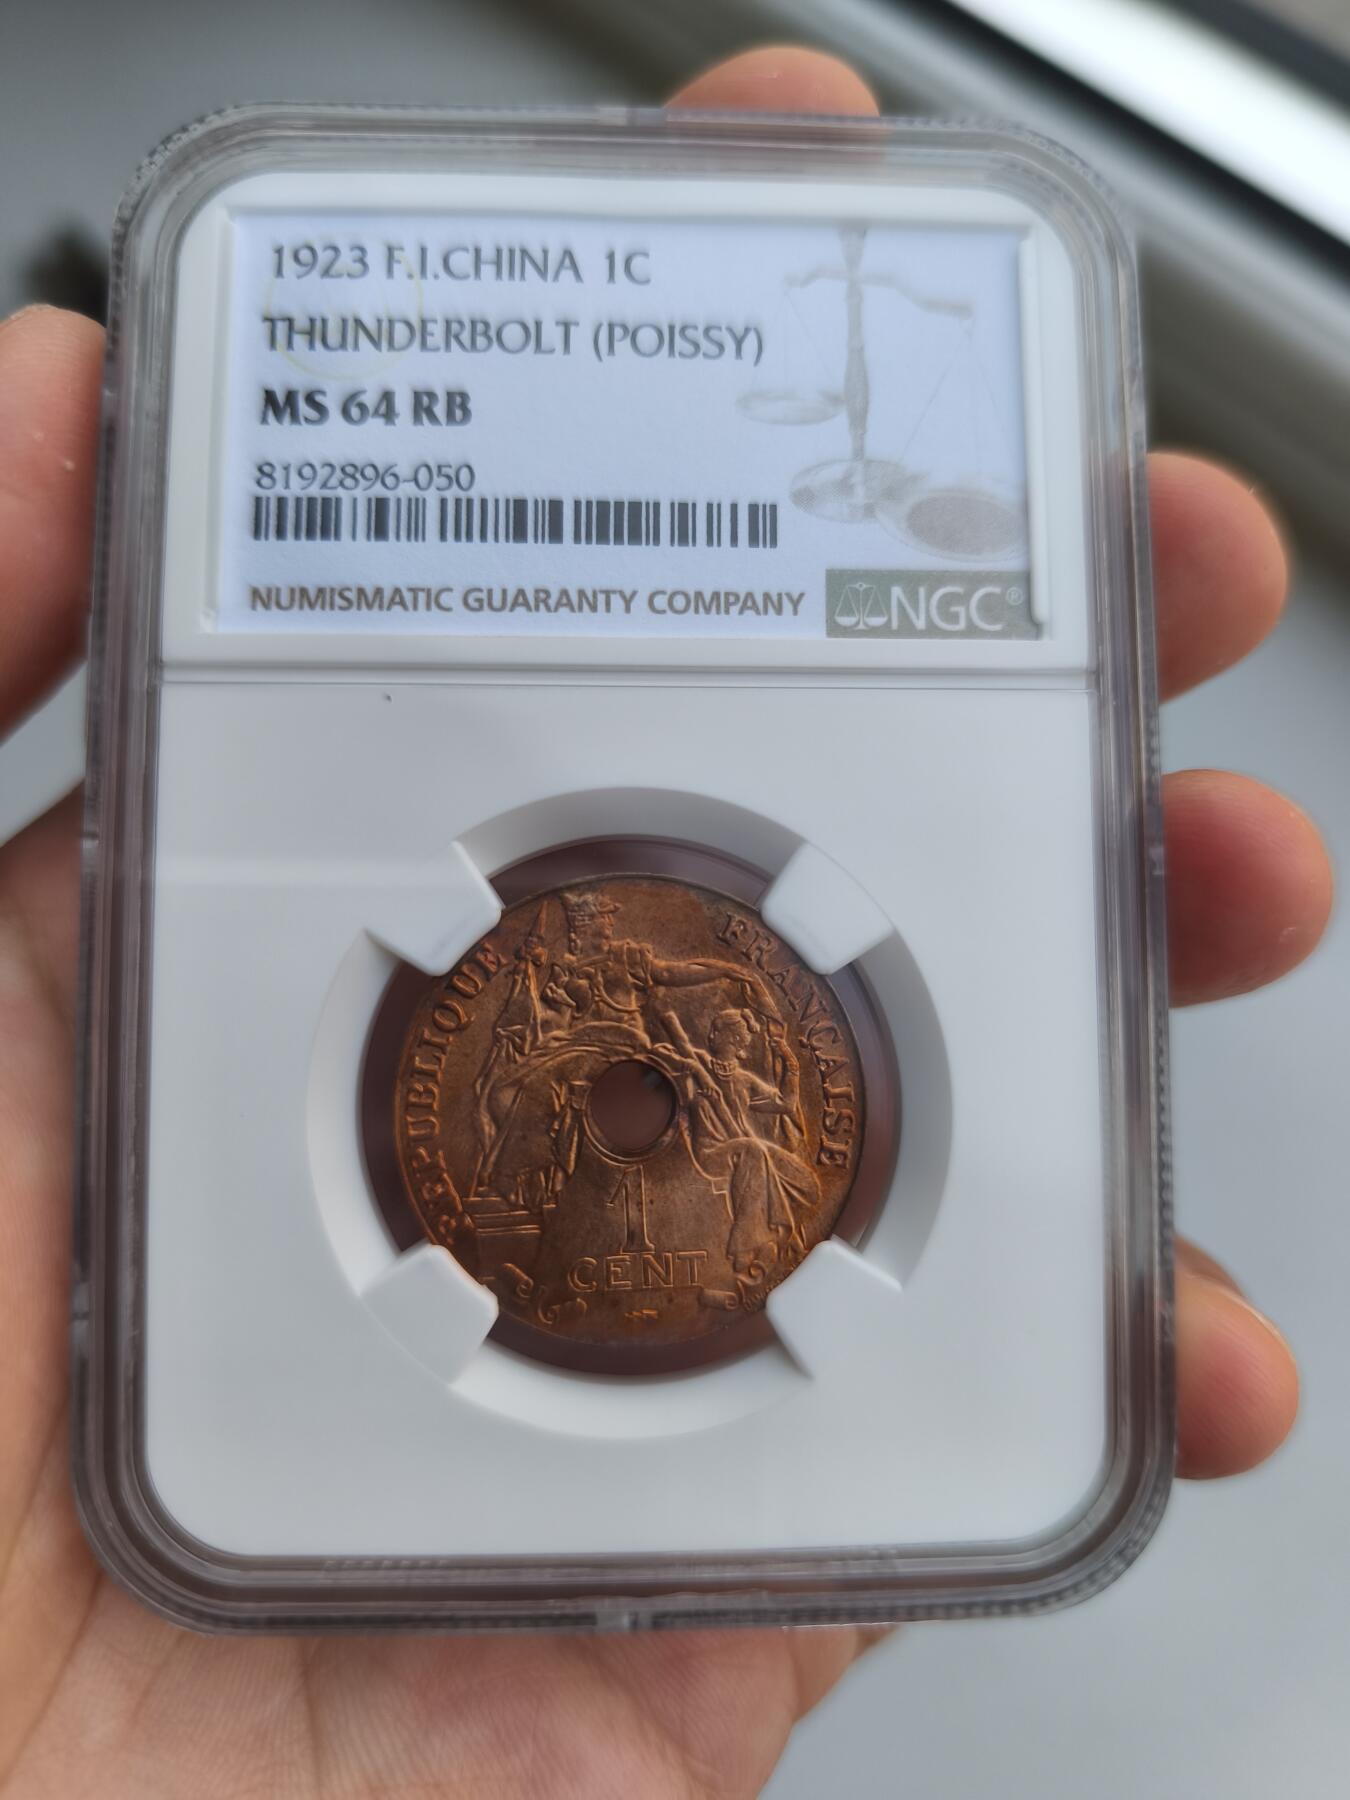 1923 F.I.CHINA 1C
THUNDERBOLT (POISSY)
MS 64 RB
8192896-050
NUMISMATIC GUARANTY COMPANY
NGC®
REPUBLIQUE
FRANÇAISE
1
CENT